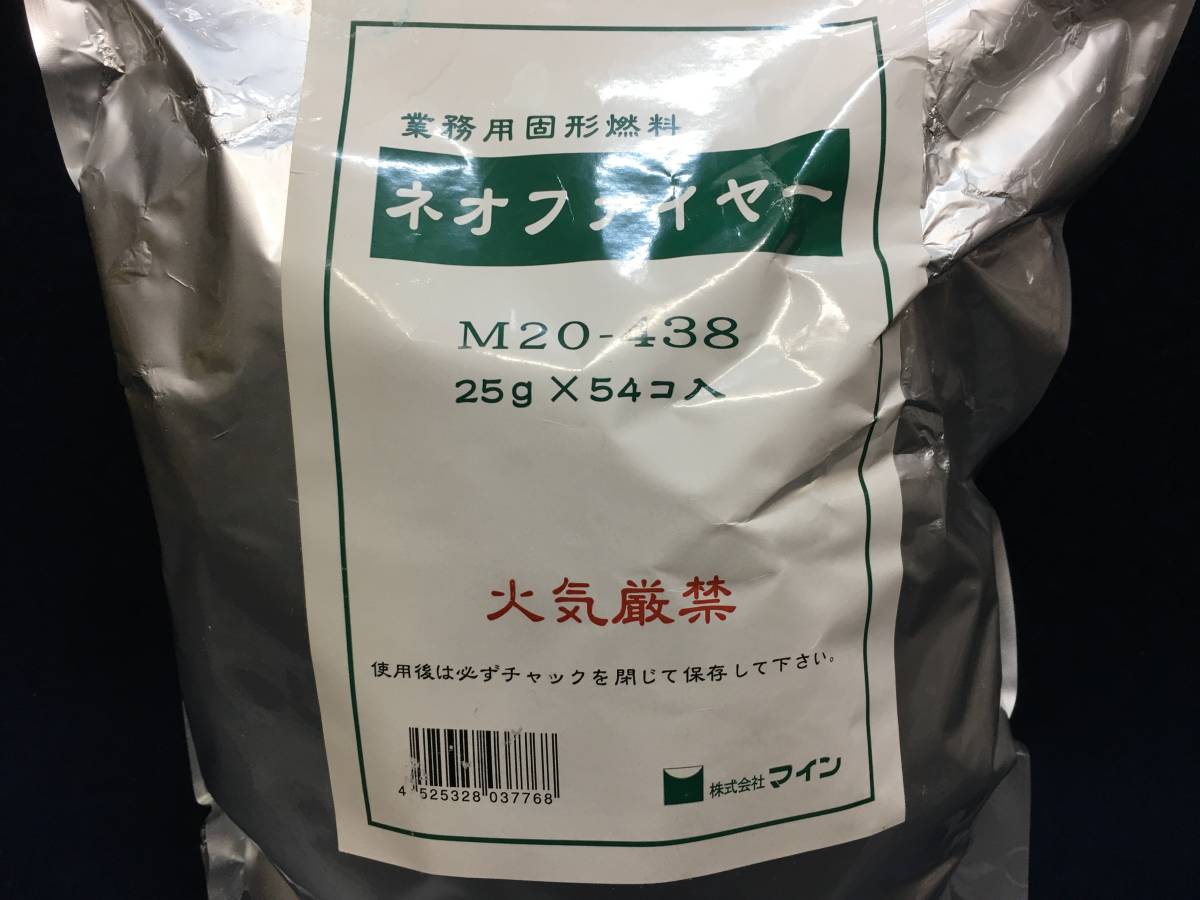 業務用固形燃料
ネオファイヤー
M20-438
25g×54コ入
火気厳禁
使用後は必ずチャックを閉じて保存して下さい。
4 525328 037768
株式会社 マイン